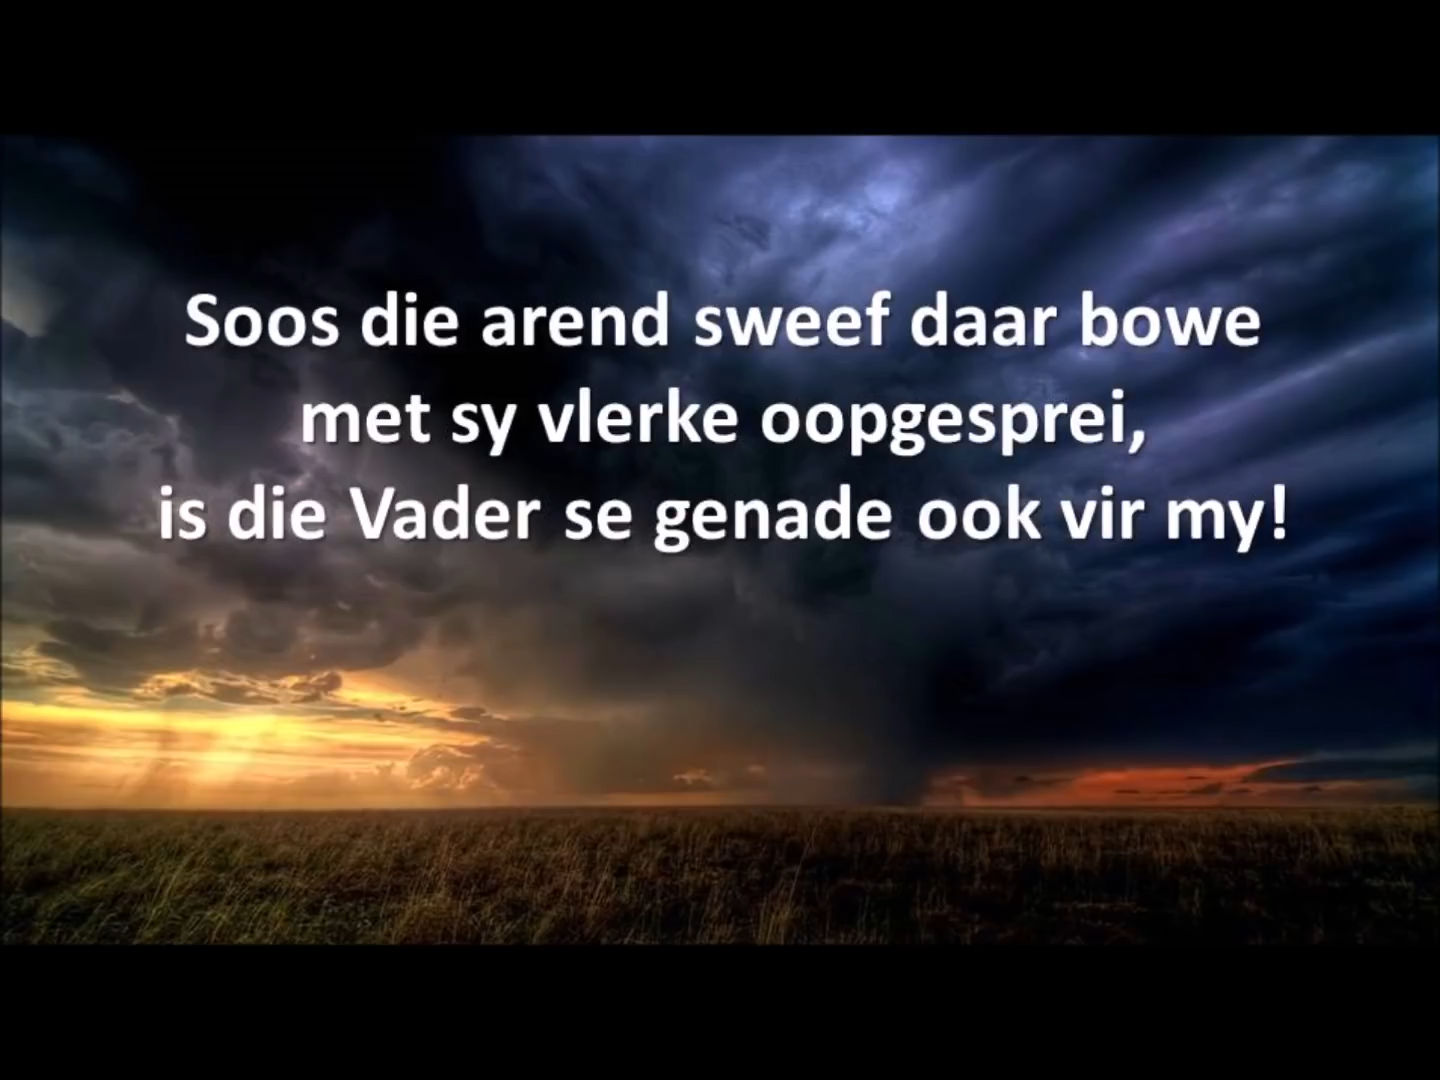 Soos die arend sweef daar bowe
met sy vlerke oopgesprei,
is die Vader se genade ook vir my!